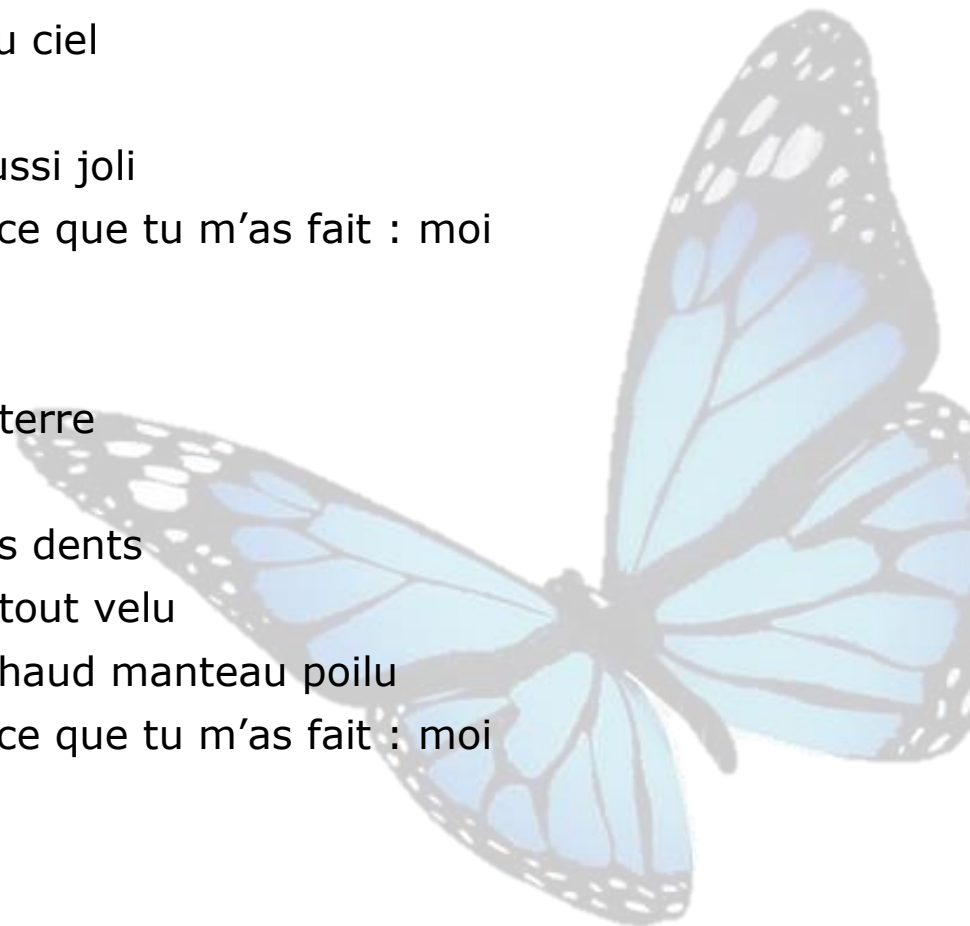 u ciel
ussi joli
ce que tu m’as fait : moi
terre
s dents
tout velu
haud manteau poilu
ce que tu m’as fait : moi